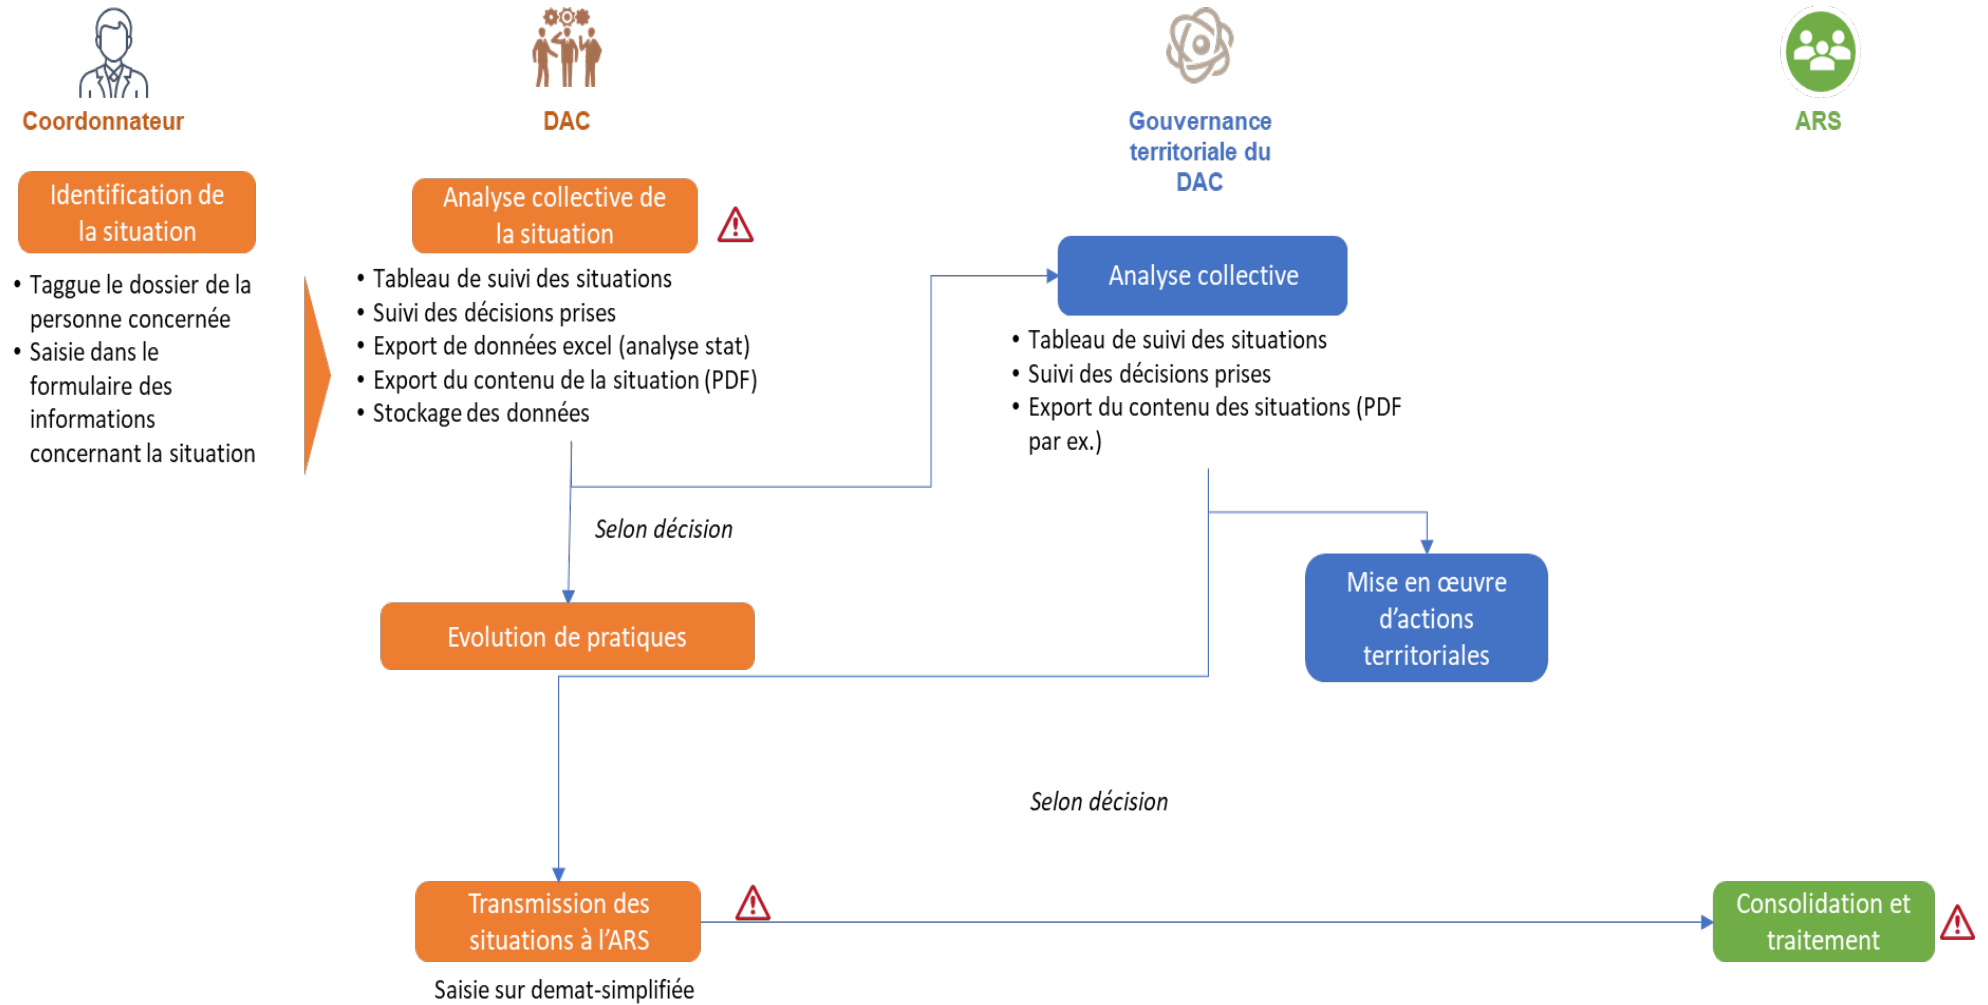 Coordonnateur
DAC
Gouvernance
territoriale du
DAC
ARS
Identification de
la situation
• Taggue le dossier de la
personne concernée
• Saisie dans le
formulaire des
informations
concernant la situation
Analyse collective de
la situation
• Tableau de suivi des situations
• Suivi des décisions prises
• Export de données excel (analyse stat)
• Export du contenu de la situation (PDF)
• Stockage des données
Analyse collective
• Tableau de suivi des situations
• Suivi des décisions prises
• Export du contenu des situations (PDF
par ex.)
Selon décision
Evolution de pratiques
Mise en œuvre
d’actions
territoriales
Selon décision
Transmission des
situations à l’ARS
Saisie sur demat-simplifiée
Consolidation et
traitement